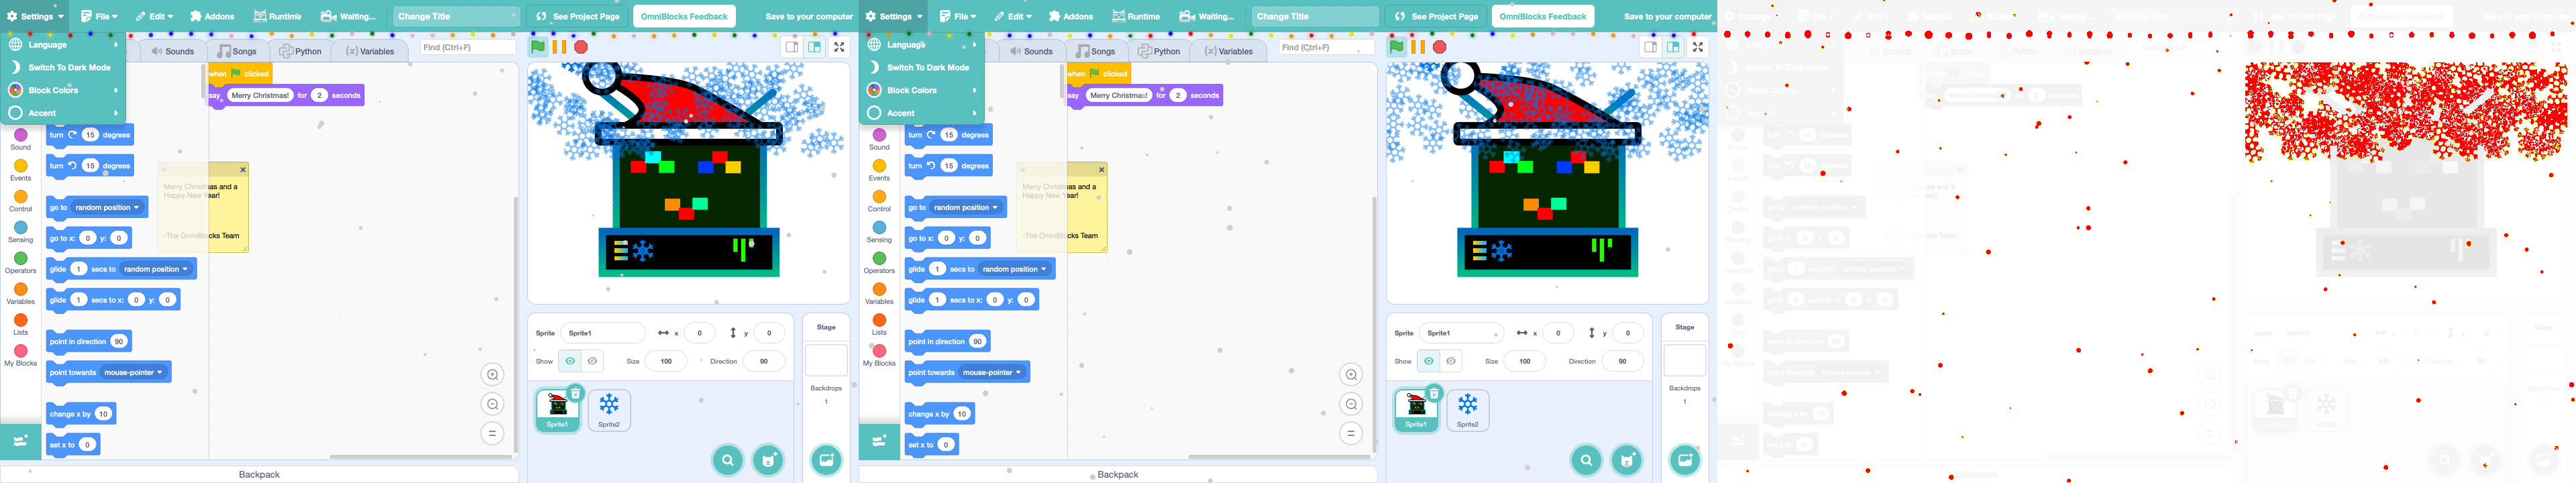 Settings File Edit Addons Runtime Waiting... Change Title See Project Page OmniBlocks Feedback Save to your computer
Language
Switch To Dark Mode
Block Colors
Accent
Sounds Songs Python (x) Variables Find (Ctrl+F)
when clicked
say Merry Christmas! for 2 seconds
turn 15 degrees
turn 15 degrees
go to random position
go to x: 0 y: 0
glide 1 secs to random position
glide 1 secs to x: 0 y: 0
point in direction 90
point towards mouse-pointer
change x by 10
set x to 0
Sound
Events
Control
Sensing
Operators
Variables
Lists
My Blocks
Merry Christmas and a
Happy New Year!
-The OmniBlocks Team
Sprite Sprite1 x 0 y 0
Show Size 100 Direction 90
Stage
Backdrops
1
Sprite1 Sprite2
Backpack
Settings File Edit Addons Runtime Waiting... Change Title See Project Page OmniBlocks Feedback Save to your computer
Language
Switch To Dark Mode
Block Colors
Accent
Sounds Songs Python (x) Variables Find (Ctrl+F)
when clicked
say Merry Christmas! for 2 seconds
turn 15 degrees
turn 15 degrees
go to random position
go to x: 0 y: 0
glide 1 secs to random position
glide 1 secs to x: 0 y: 0
point in direction 90
point towards mouse-pointer
change x by 10
set x to 0
Sound
Events
Control
Sensing
Operators
Variables
Lists
My Blocks
Merry Christmas and a
Happy New Year!
-The OmniBlocks Team
Sprite Sprite1 x 0 y 0
Show Size 100 Direction 90
Stage
Backdrops
1
Sprite1 Sprite2
Backpack
Backpack